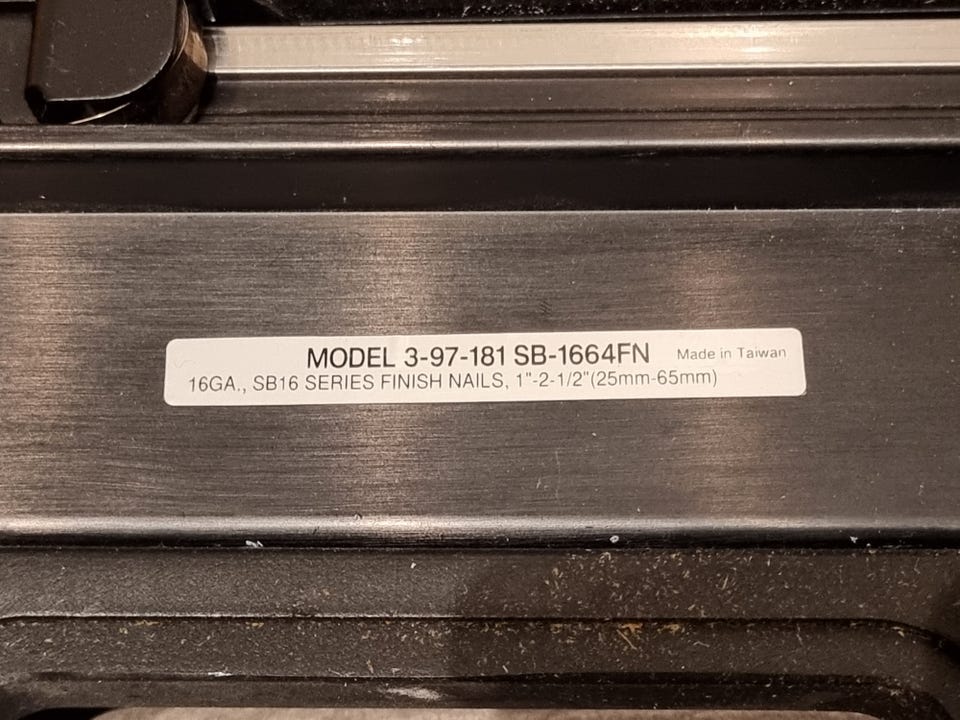 MODEL 3-97-181 SB-1664FN Made in Taiwan
16GA., SB16 SERIES FINISH NAILS, 1"-2-1/2"(25mm-65mm)